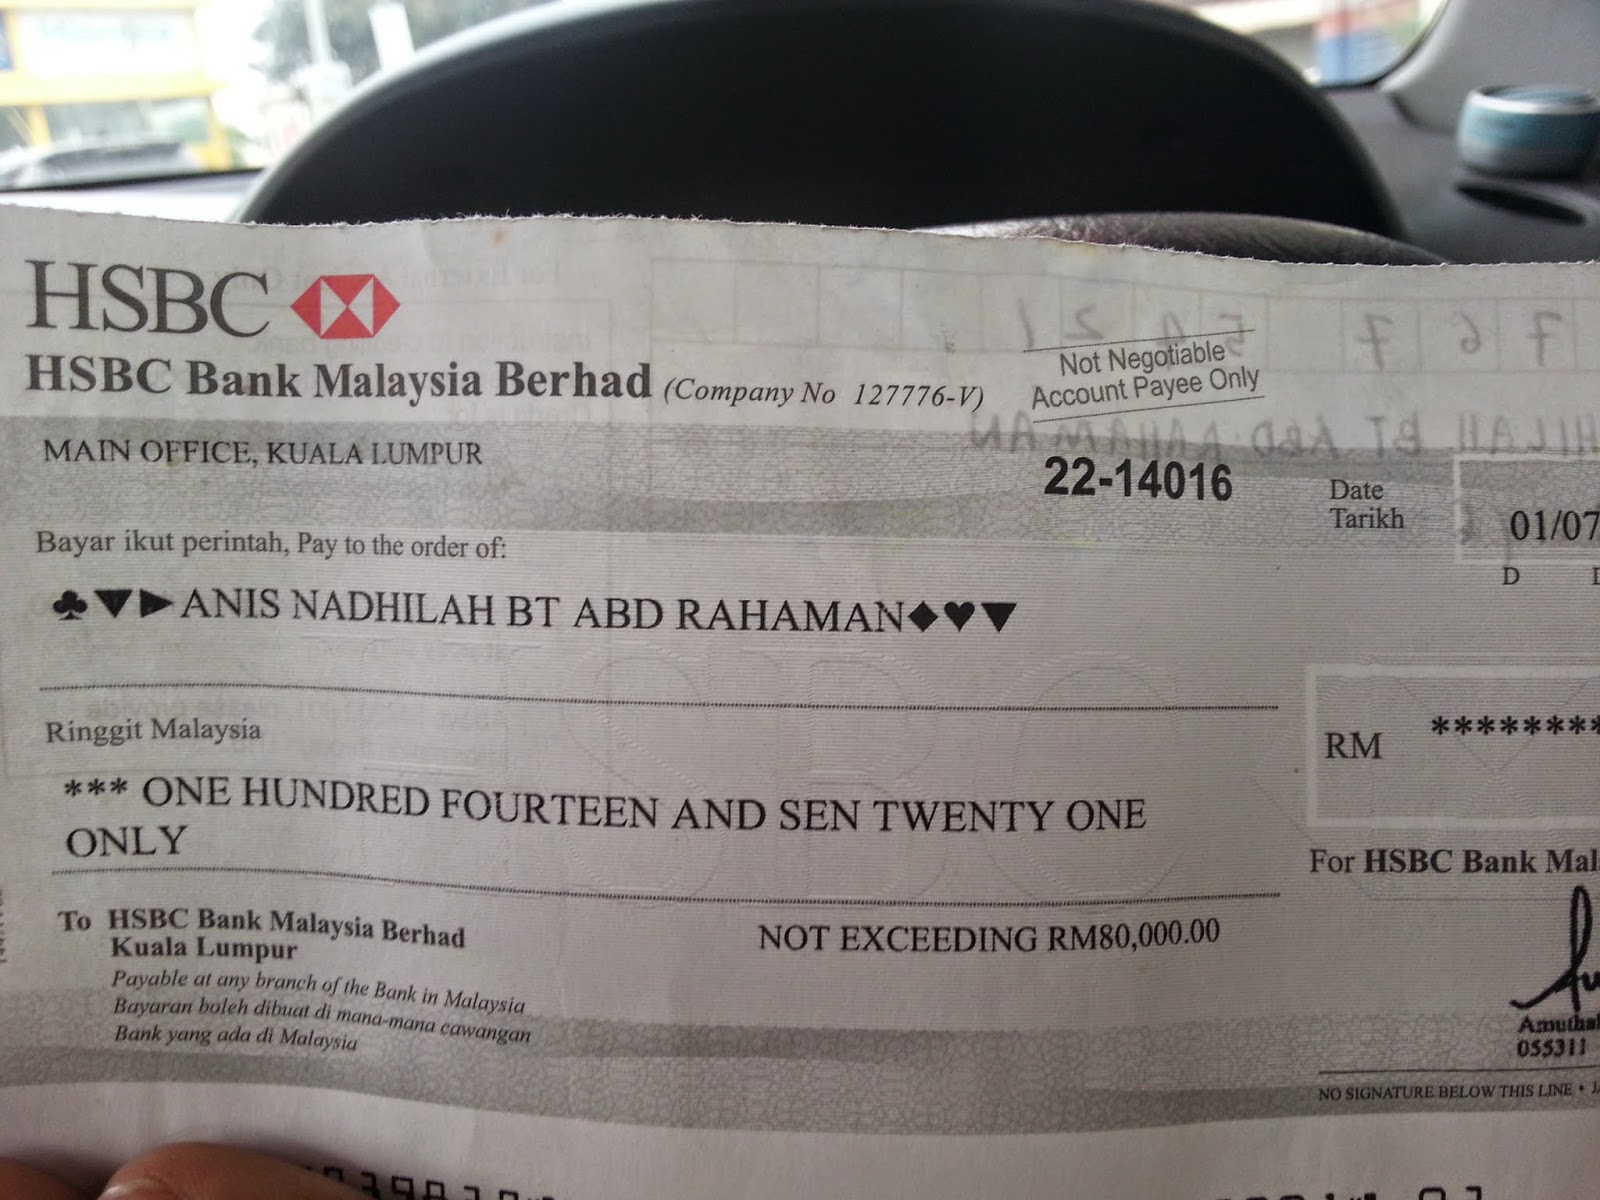 HSBC
HSBC Bank Malaysia Berhad (Company No 127776-V)
Not Negotiable
Account Payee Only
MAIN OFFICE, KUALA LUMPUR
22-14016
Date
Tarikh
01/07
D
Bayar ikut perintah, Pay to the order of:
♣▼►ANIS NADHILAH BT ABD RAHAMAN◆♥▼
Ringgit Malaysia
RM ********
*** ONE HUNDRED FOURTEEN AND SEN TWENTY ONE
ONLY
For HSBC Bank Mal
To HSBC Bank Malaysia Berhad
Kuala Lumpur
NOT EXCEEDING RM80,000.00
Payable at any branch of the Bank in Malaysia
Bayaran boleh dibuat di mana-mana cawangan
Bank yang ada di Malaysia
Amutha
055311
NO SIGNATURE BELOW THIS LINE •